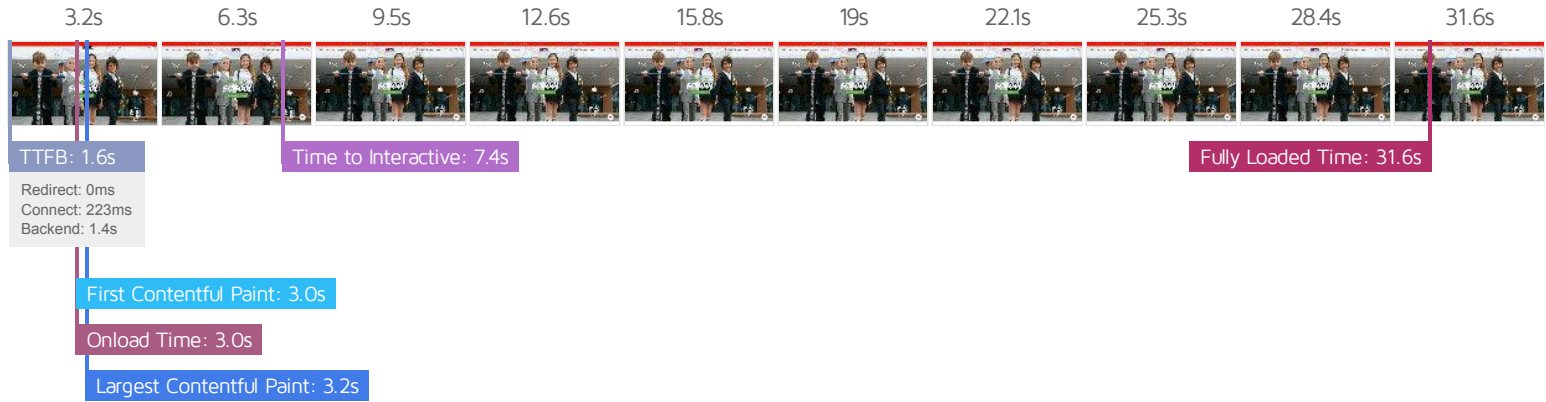 3.2s 6.3s 9.5s 12.6s 15.8s 19s 22.1s 25.3s 28.4s 31.6s
TTFB: 1.6s
Time to Interactive: 7.4s
Fully Loaded Time: 31.6s
Redirect: 0ms
Connect: 223ms
Backend: 1.4s
First Contentful Paint: 3.0s
Onload Time: 3.0s
Largest Contentful Paint: 3.2s